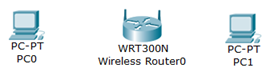 PC-PT
PC0
WRT300N
Wireless Router0
PC-PT
PC1